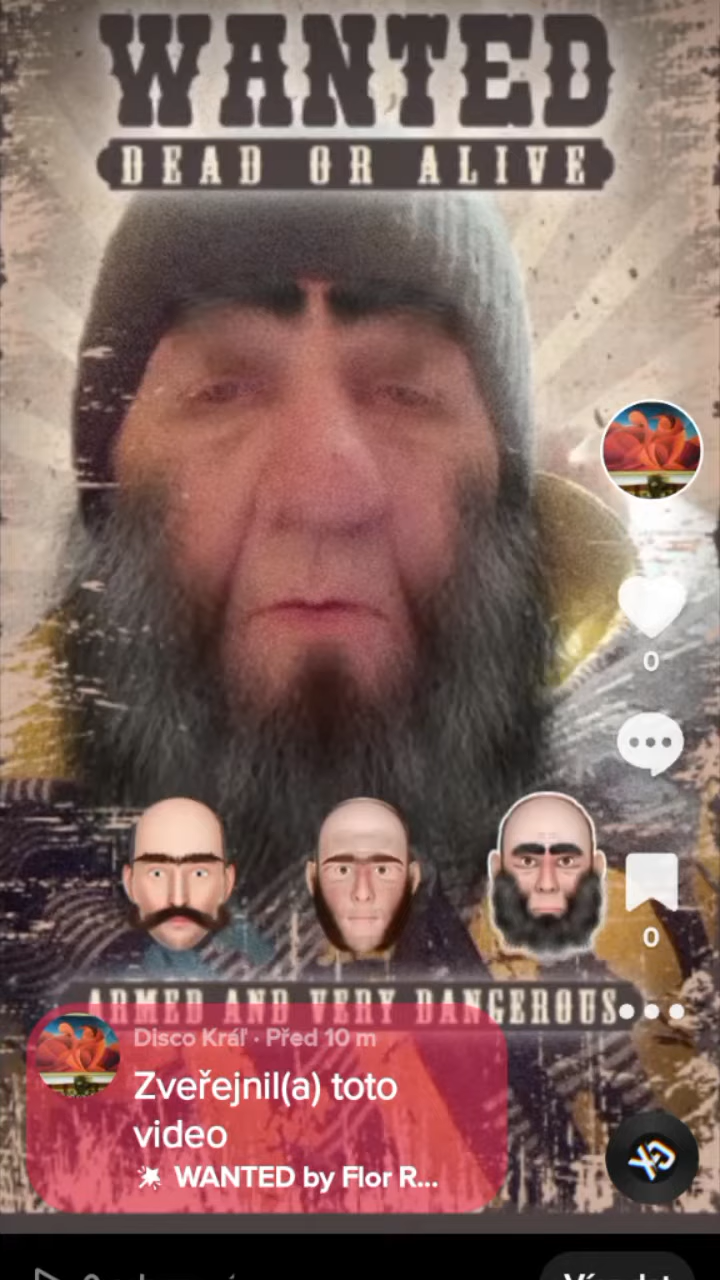 WANTED
DEAD OR ALIVE
0
0
ARMED AND VERY DANGEROUS
Disco Kráľ · Před 10 m
Zveřejnil(a) toto
video
WANTED by Flor R...